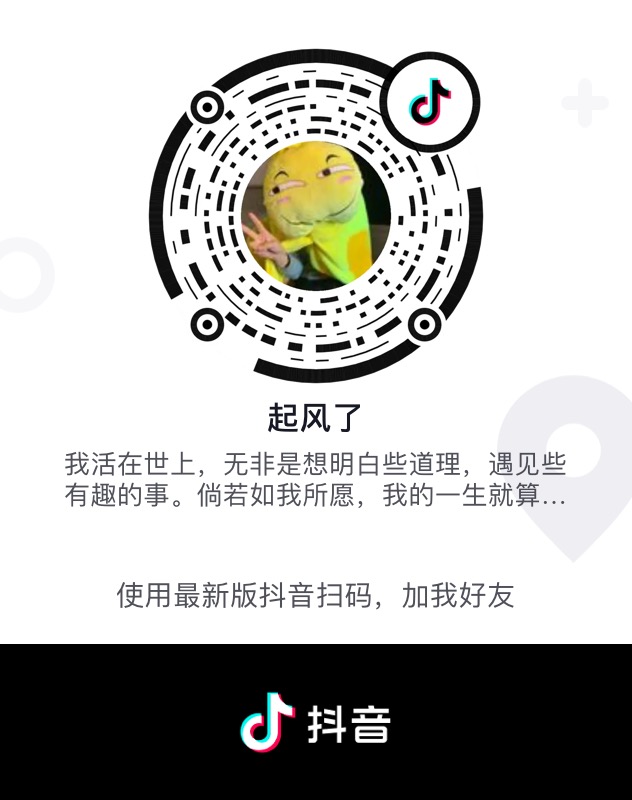 起风了
我活在世上，无非是想明白些道理，遇见些
有趣的事。倘若如我所愿，我的一生就算…
使用最新版抖音扫码，加我好友
抖音